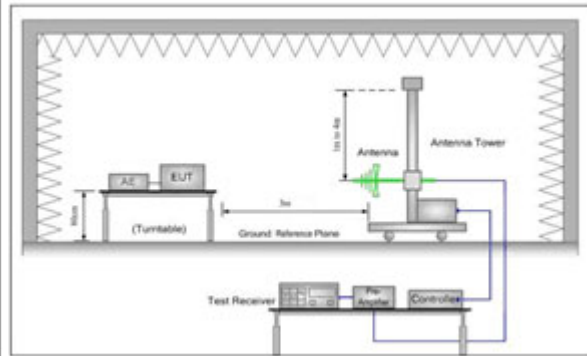 1m to 4m
Antenna
Antenna Tower
AE
EUT
80cm
3m
(Turntable)
Ground Reference Plane
Test Receiver
Pre-
Amplifier
Controller